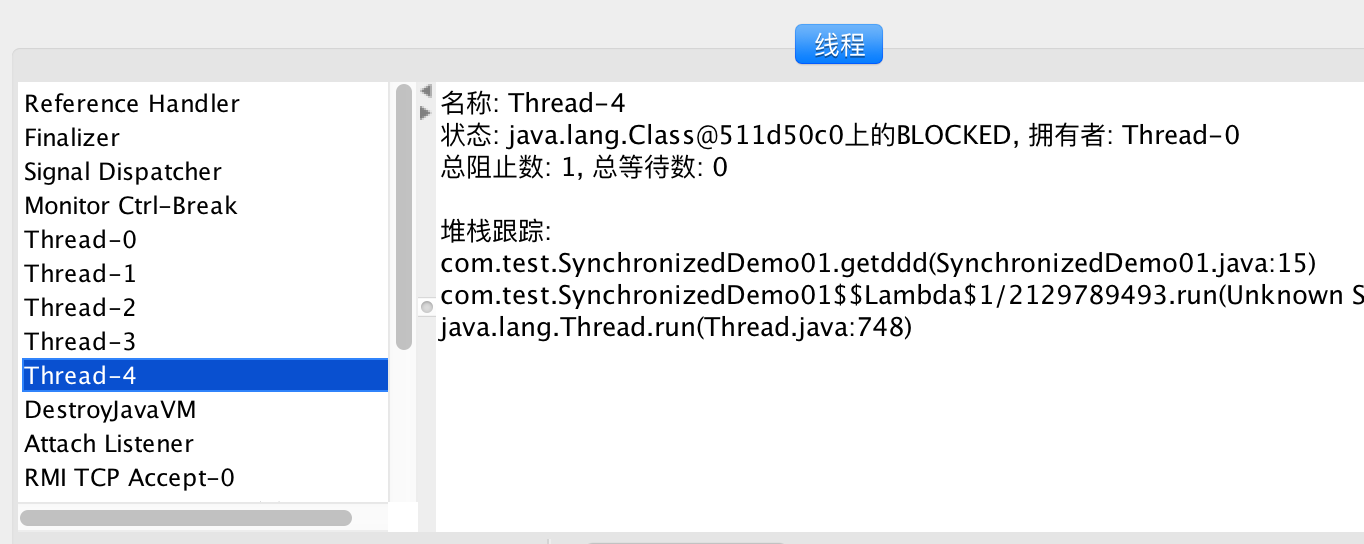 线程
Reference Handler
Finalizer
Signal Dispatcher
Monitor Ctrl-Break
Thread-0
Thread-1
Thread-2
Thread-3
Thread-4
DestroyJavaVM
Attach Listener
RMI TCP Accept-0
名称: Thread-4
状态: java.lang.Class@511d50c0上的BLOCKED, 拥有者: Thread-0
总阻止数: 1, 总等待数: 0
堆栈跟踪:
com.test.SynchronizedDemo01.getddd(SynchronizedDemo01.java:15)
com.test.SynchronizedDemo01$$Lambda$1/2129789493.run(Unknown S
java.lang.Thread.run(Thread.java:748)